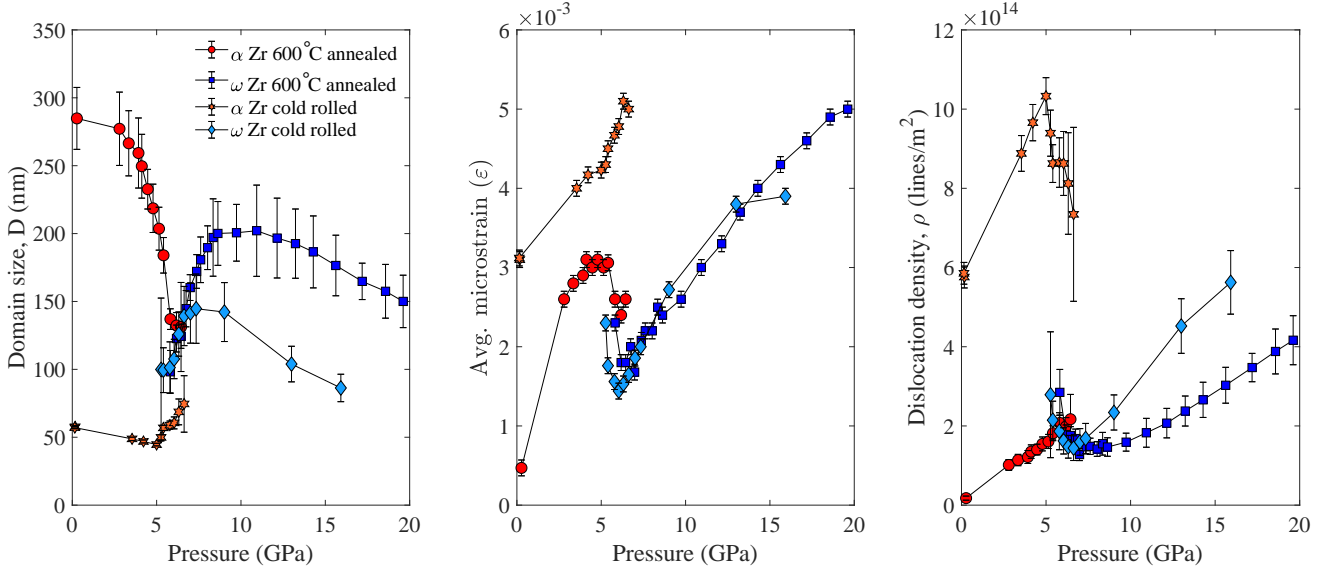 Domain size, D (nm)
350
300
250
200
150
100
50
0
0 5 10 15 20
Pressure (GPa)
α Zr 600°C annealed
ω Zr 600°C annealed
α Zr cold rolled
ω Zr cold rolled
×10⁻³
Avg. microstrain (ε)
6
5
4
3
2
1
0
0 5 10 15 20
Pressure (GPa)
×10¹⁴
Dislocation density, ρ (lines/m²)
12
10
8
6
4
2
0
0 5 10 15 20
Pressure (GPa)